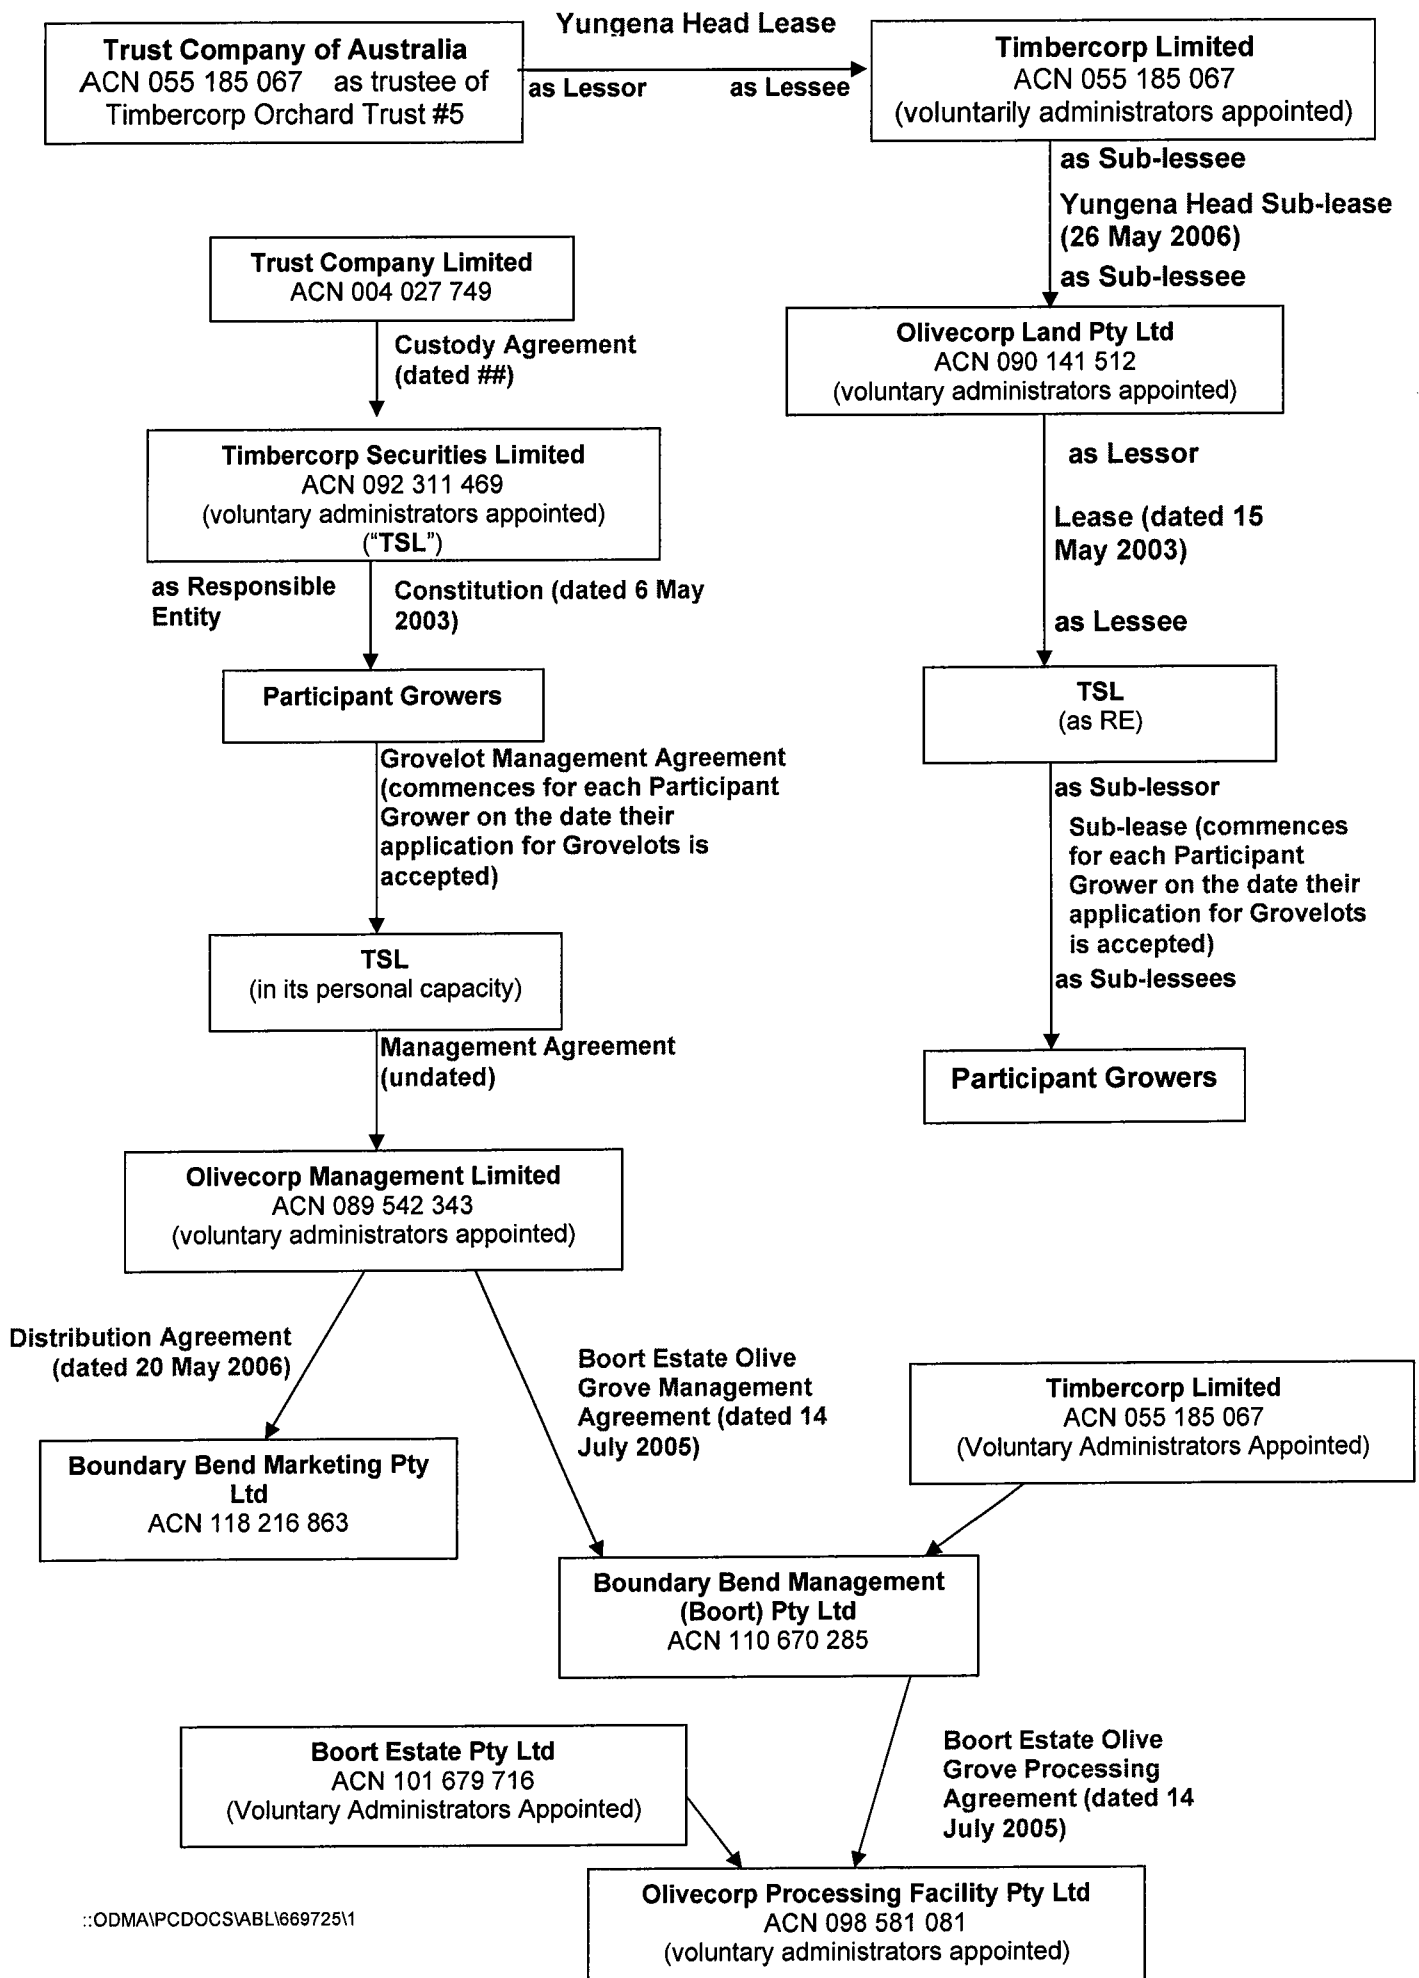 Yungena Head Lease
Trust Company of Australia
ACN 055 185 067 as trustee of
Timbercorp Orchard Trust #5
as Lessor
as Lessee
Timbercorp Limited
ACN 055 185 067
(voluntarily administrators appointed)
as Sub-lessee
Yungena Head Sub-lease
(26 May 2006)
as Sub-lessee
Trust Company Limited
ACN 004 027 749
Custody Agreement
(dated ##)
Olivecorp Land Pty Ltd
ACN 090 141 512
(voluntary administrators appointed)
Timbercorp Securities Limited
ACN 092 311 469
(voluntary administrators appointed)
("TSL")
as Lessor
Lease (dated 15
May 2003)
as Lessee
as Responsible
Entity
Constitution (dated 6 May
2003)
Participant Growers
TSL
(as RE)
Grovelot Management Agreement
(commences for each Participant
Grower on the date their
application for Grovelots is
accepted)
as Sub-lessor
Sub-lease (commences
for each Participant
Grower on the date their
application for Grovelots
is accepted)
as Sub-lessees
TSL
(in its personal capacity)
Management Agreement
(undated)
Participant Growers
Olivecorp Management Limited
ACN 089 542 343
(voluntary administrators appointed)
Distribution Agreement
(dated 20 May 2006)
Boort Estate Olive
Grove Management
Agreement (dated 14
July 2005)
Timbercorp Limited
ACN 055 185 067
(Voluntary Administrators Appointed)
Boundary Bend Marketing Pty
Ltd
ACN 118 216 863
Boundary Bend Management
(Boort) Pty Ltd
ACN 110 670 285
Boort Estate Pty Ltd
ACN 101 679 716
(Voluntary Administrators Appointed)
Boort Estate Olive
Grove Processing
Agreement (dated 14
July 2005)
Olivecorp Processing Facility Pty Ltd
ACN 098 581 081
(voluntary administrators appointed)
::ODMA\PCDOCS\ABL\669725\1